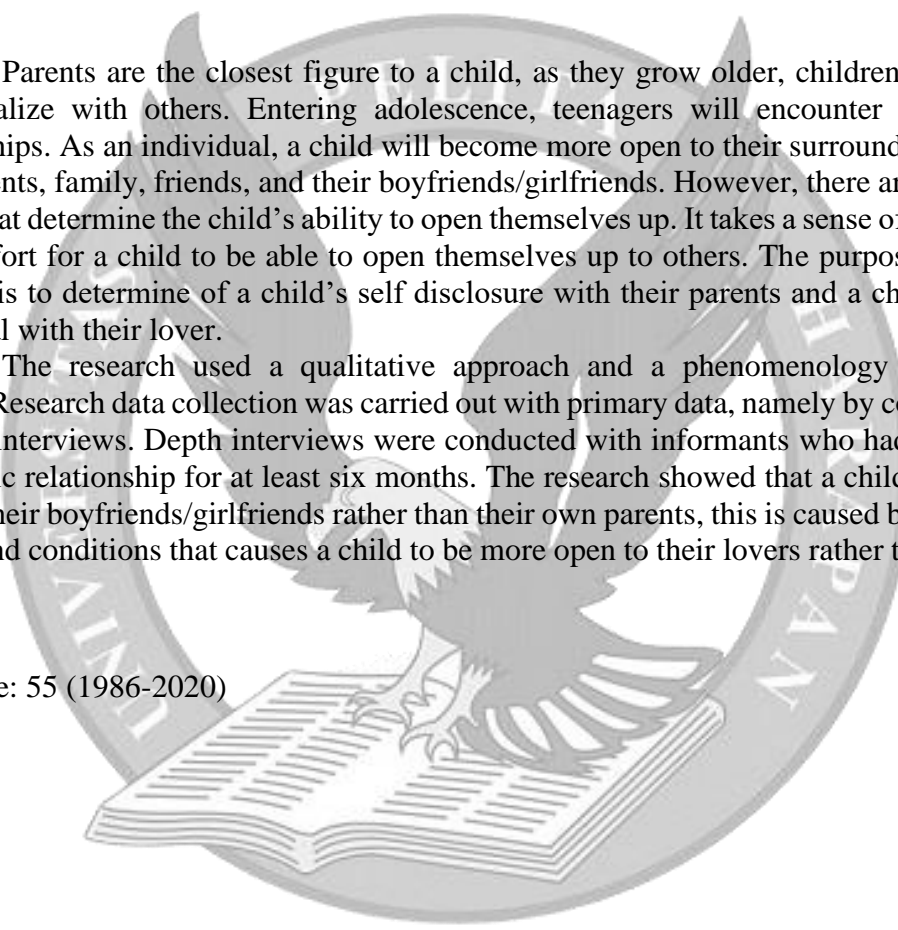 Parents are the closest figure to a child, as they grow older, children
alize with others. Entering adolescence, teenagers will encounter
hips. As an individual, a child will become more open to their surround
ents, family, friends, and their boyfriends/girlfriends. However, there ar
at determine the child's ability to open themselves up. It takes a sense of
fort for a child to be able to open themselves up to others. The purpos
is to determine of a child's self disclosure with their parents and a ch
l with their lover.
The research used a qualitative approach and a phenomenology
Research data collection was carried out with primary data, namely by c
interviews. Depth interviews were conducted with informants who had
ic relationship for at least six months. The research showed that a child
heir boyfriends/girlfriends rather than their own parents, this is caused b
nd conditions that causes a child to be more open to their lovers rather t
e: 55 (1986-2020)
UNIVERSITAS PELITA HARAPAN